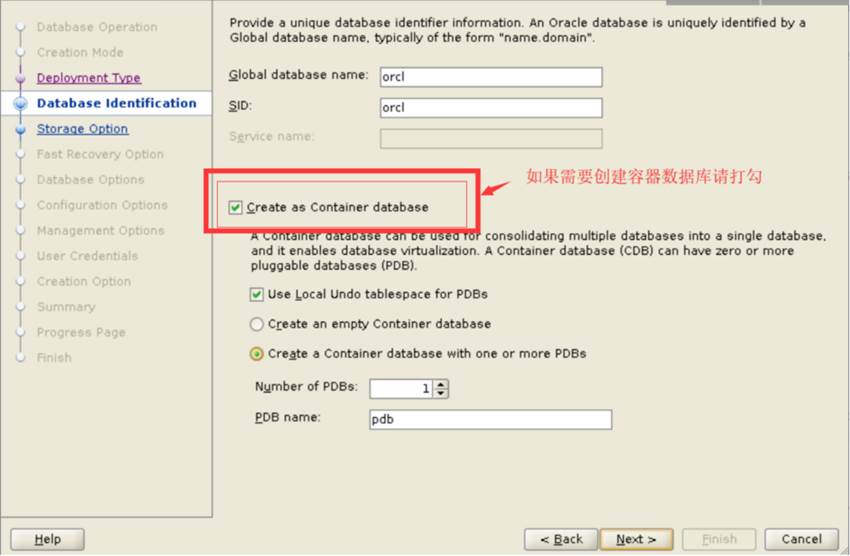 Database Operation
Creation Mode
Deployment Type
Database Identification
Storage Option
Fast Recovery Option
Database Options
Configuration Options
Management Options
User Credentials
Creation Option
Summary
Progress Page
Finish
Provide a unique database identifier information. An Oracle database is uniquely identified by a
Global database name, typically of the form "name.domain".
Global database name: orcl
SID: orcl
Service name:
如果需要创建容器数据库请打勾
Create as Container database
A Container database can be used for consolidating multiple databases into a single database,
and it enables database virtualization. A Container database (CDB) can have zero or more
pluggable databases (PDB).
Use Local Undo tablespace for PDBs
Create an empty Container database
Create a Container database with one or more PDBs
Number of PDBs: 1
PDB name: pdb
Help
< Back
Next >
Finish
Cancel